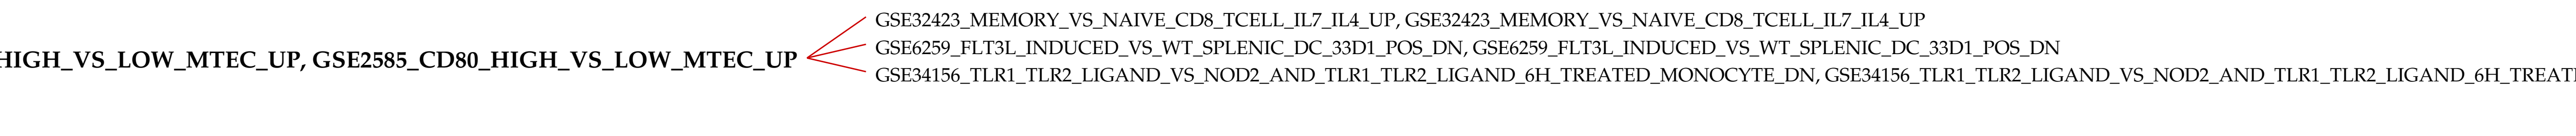 GSE32423_MEMORY_VS_NAIVE_CD8_TCELL_IL7_IL4_UP, GSE32423_MEMORY_VS_NAIVE_CD8_TCELL_IL7_IL4_UP
GSE6259_FLT3L_INDUCED_VS_WT_SPLENIC_DC_33D1_POS_DN, GSE6259_FLT3L_INDUCED_VS_WT_SPLENIC_DC_33D1_POS_DN
HIGH_VS_LOW_MTEC_UP, GSE2585_CD80_HIGH_VS_LOW_MTEC_UP
GSE34156_TLR1_TLR2_LIGAND_VS_NOD2_AND_TLR1_TLR2_LIGAND_6H_TREATED_MONOCYTE_DN, GSE34156_TLR1_TLR2_LIGAND_VS_NOD2_AND_TLR1_TLR2_LIGAND_6H_TREAT